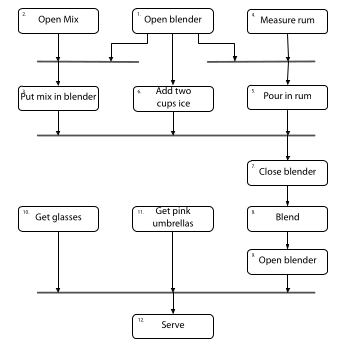 2. Open Mix
1. Open blender
4. Measure rum
3. Put mix in blender
6. Add two
cups ice
5. Pour in rum
7. Close blender
10. Get glasses
11. Get pink
umbrellas
8. Blend
9. Open blender
12. Serve